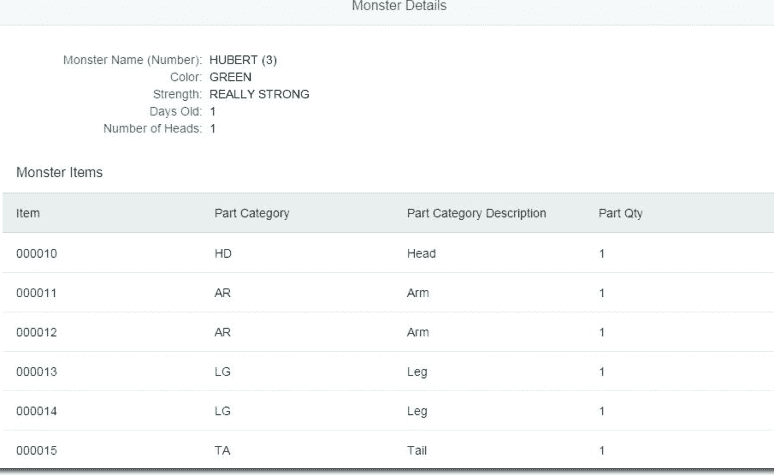 Monster Details
Monster Name (Number): HUBERT (3)
Color: GREEN
Strength: REALLY STRONG
Days Old: 1
Number of Heads: 1
Monster Items
Item Part Category Part Category Description Part Qty
000010 HD Head 1
000011 AR Arm 1
000012 AR Arm 1
000013 LG Leg 1
000014 LG Leg 1
000015 TA Tail 1